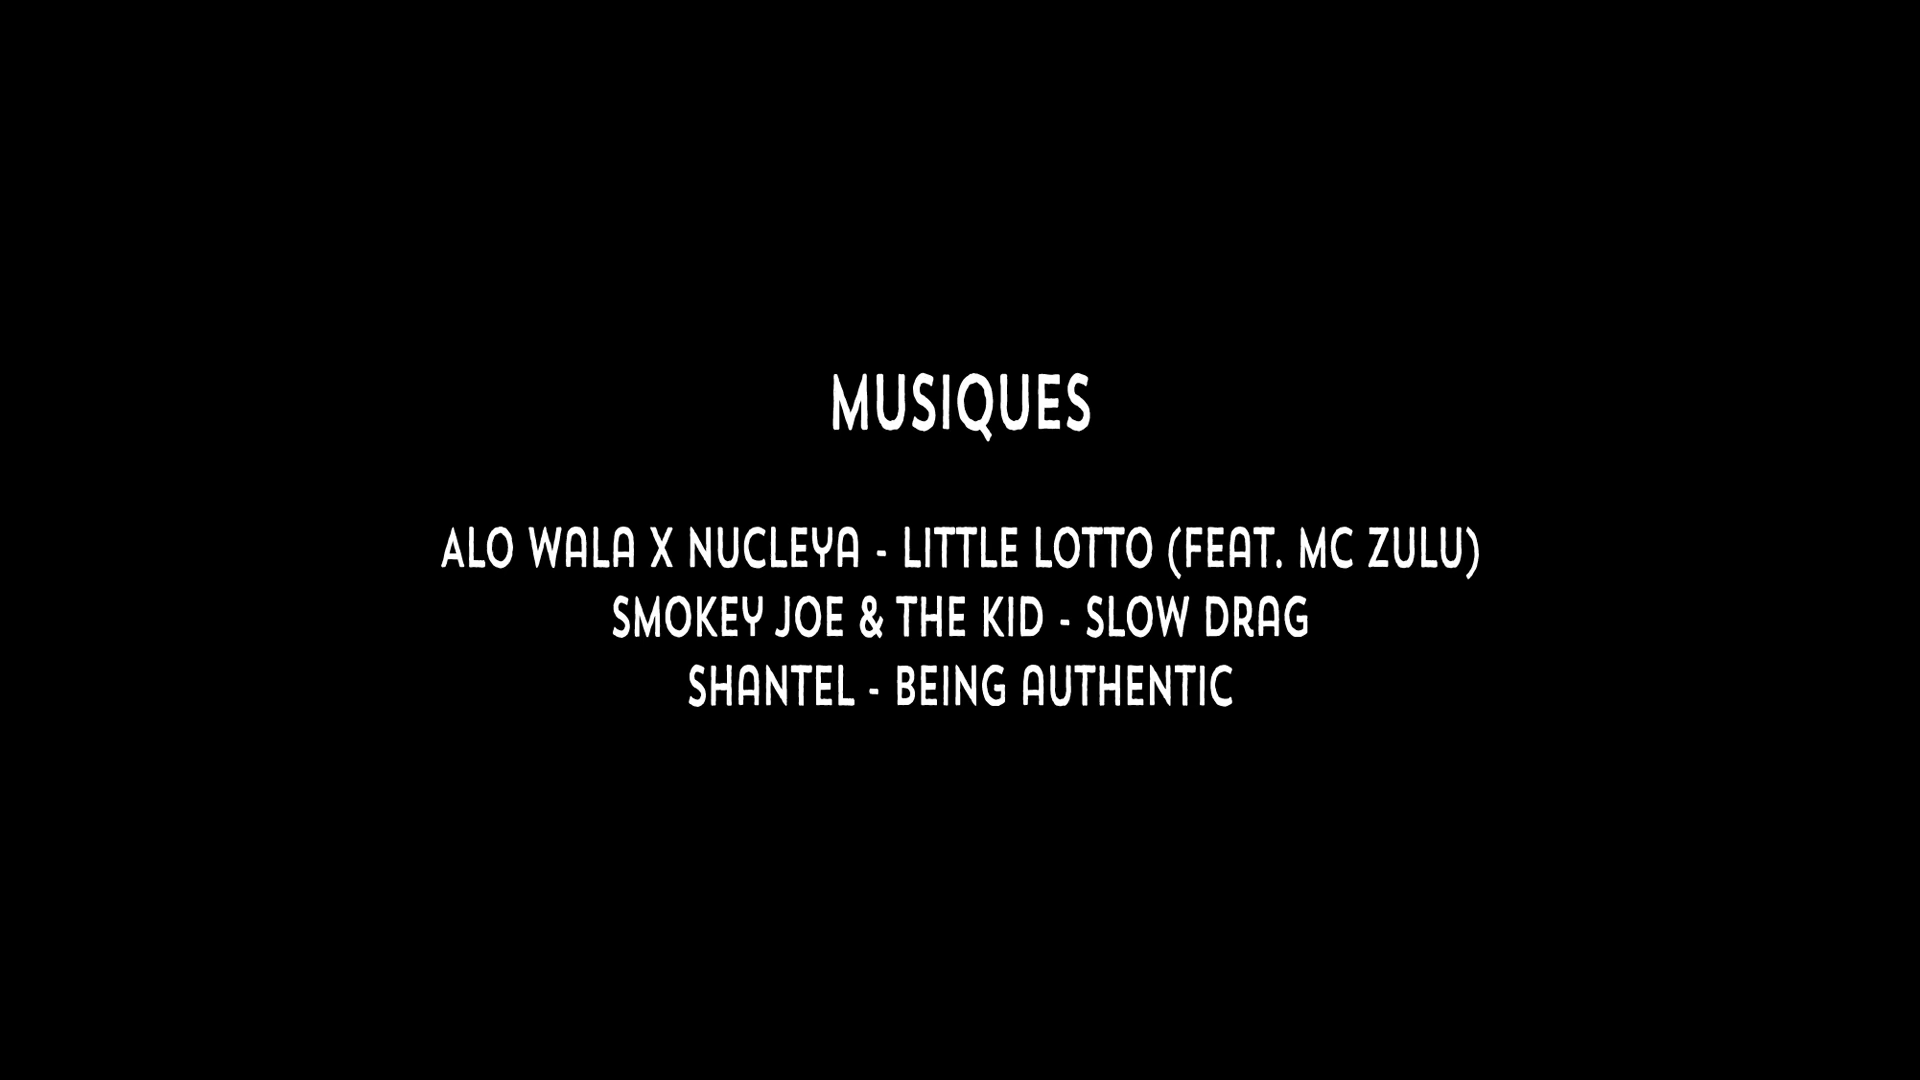 MUSIQUES
ALO WALA X NUCLEYA - LITTLE LOTTO (FEAT. MC ZULU)
SMOKEY JOE & THE KID - SLOW DRAG
SHANTEL - BEING AUTHENTIC